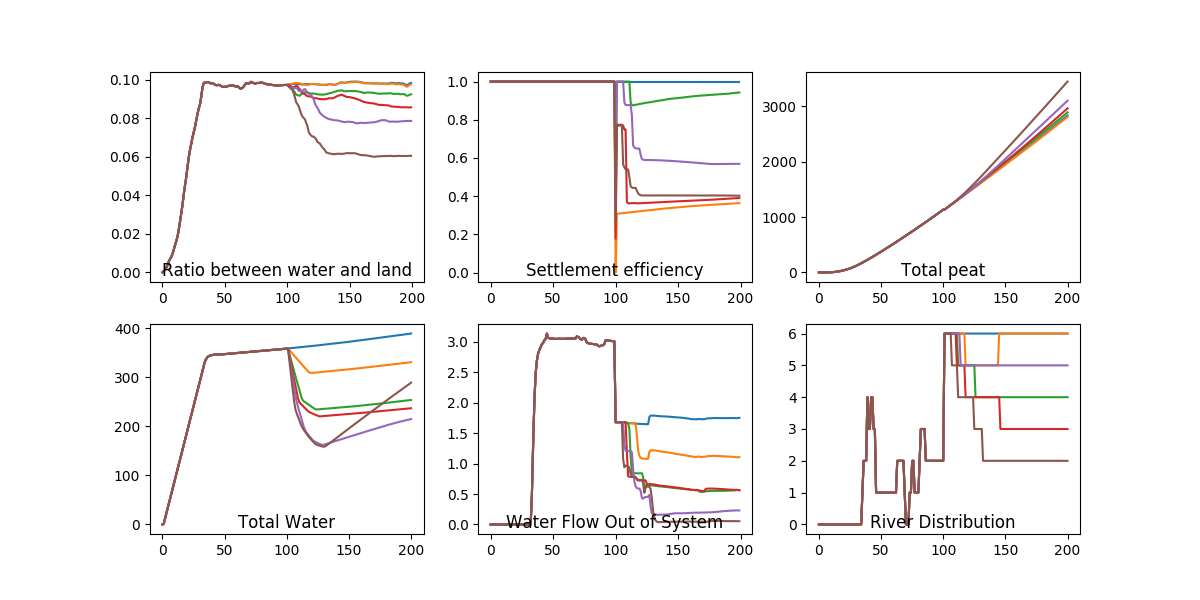 0.10
0.08
0.06
0.04
0.02
0.00
0 50 100 150 200
Ratio between water and land
1.0
0.8
0.6
0.4
0.2
0.0
0 50 100 150 200
Settlement efficiency
3000
2000
1000
0
0 50 100 150 200
Total peat
400
300
200
100
0
0 50 100 150 200
Total Water
3.0
2.5
2.0
1.5
1.0
0.5
0.0
0 50 100 150 200
Water Flow Out of System
6
5
4
3
2
1
0
0 50 100 150 200
River Distribution